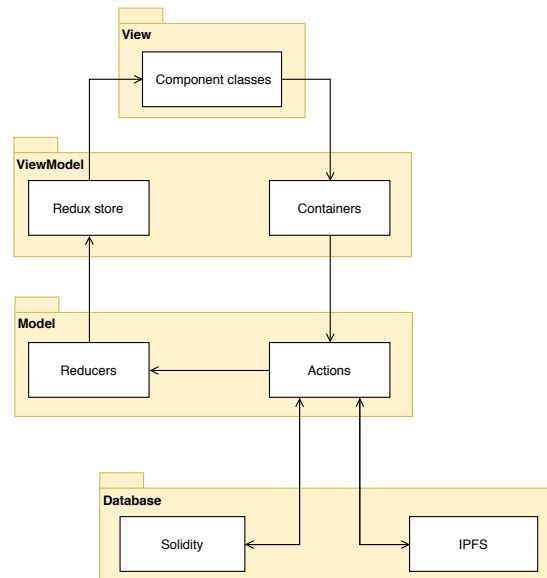 View
Component classes
ViewModel
Redux store
Containers
Model
Reducers
Actions
Database
Solidity
IPFS